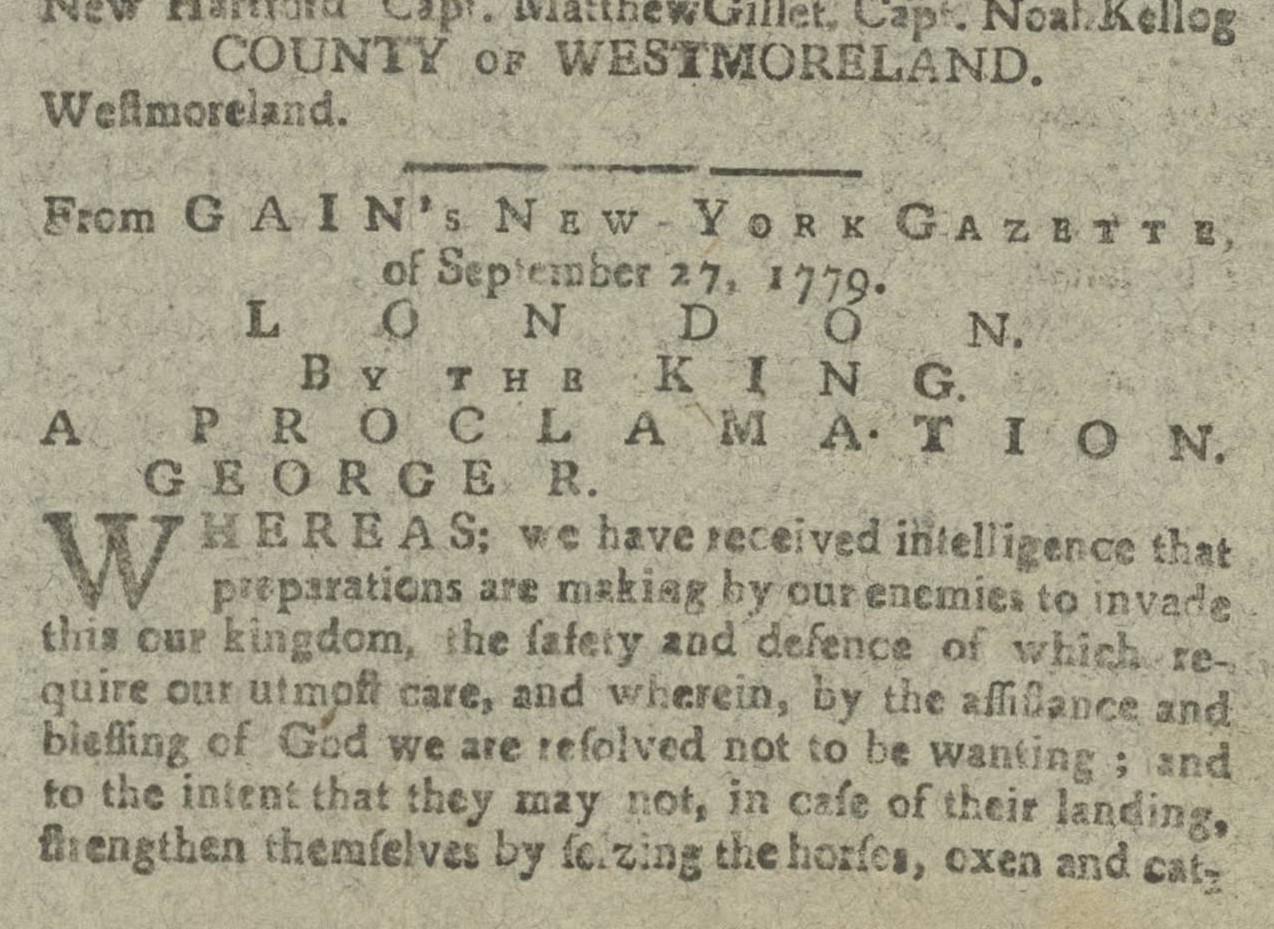 New Hartford Capt. Matthew Gillet, Capt. Noah Kellog
COUNTY OF WESTMORELAND.
Weſtmoreland.
From GAIN's NEW-YORK GAZETTE,
of September 27, 1779.
LONDON.
BY THE KING.
A PROCLAMA·TION.
GEORGE R.
WHEREAS; we have received intelligence that
preparations are making by our enemies to invade
this our kingdom, the ſafety and defence of which re-
quire our utmoſt care, and wherein, by the aſſiſtance and
bleſſing of God we are reſolved not to be wanting ; and
to the intent that they may not, in caſe of their landing,
ſtrengthen themſelves by ſeizing the horſes, oxen and cat-